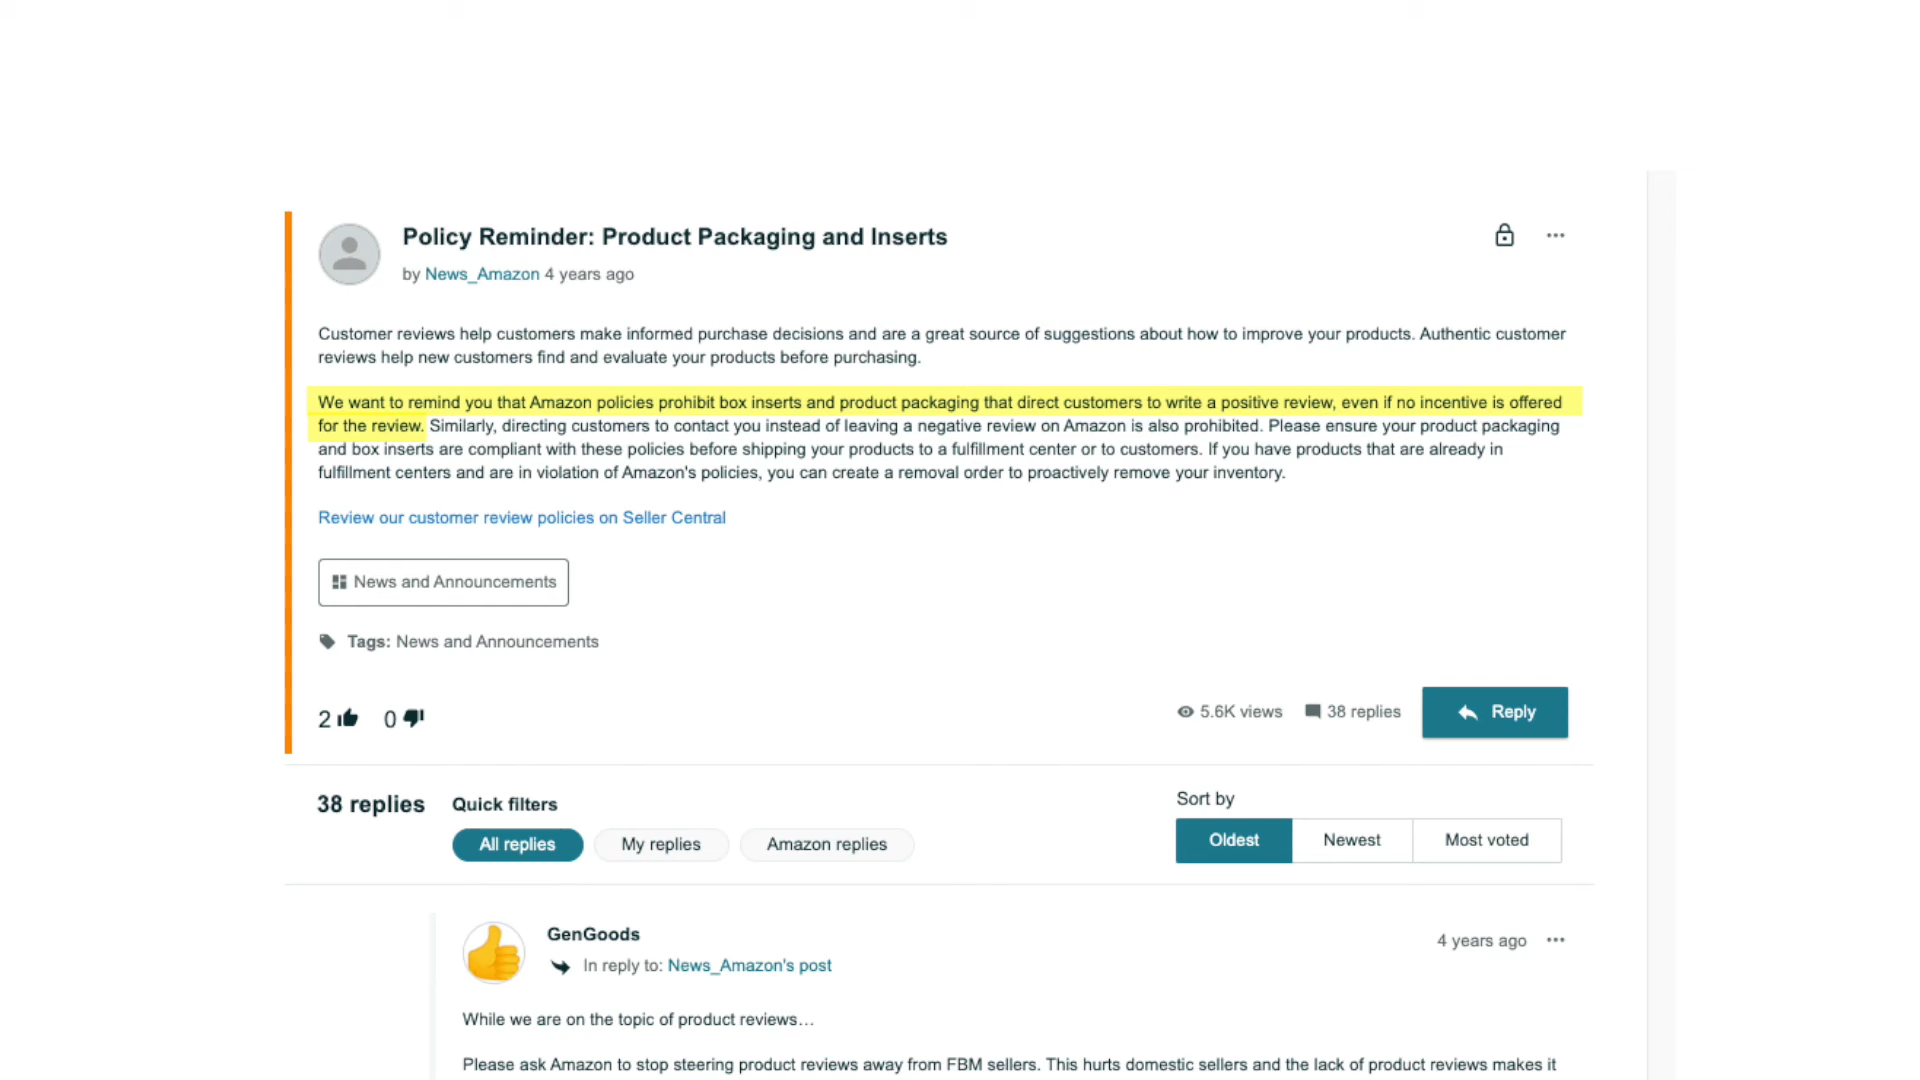 Policy Reminder: Product Packaging and Inserts
by News_Amazon 4 years ago
Customer reviews help customers make informed purchase decisions and are a great source of suggestions about how to improve your products. Authentic customer
reviews help new customers find and evaluate your products before purchasing.
We want to remind you that Amazon policies prohibit box inserts and product packaging that direct customers to write a positive review, even if no incentive is offered
for the review. Similarly, directing customers to contact you instead of leaving a negative review on Amazon is also prohibited. Please ensure your product packaging
and box inserts are compliant with these policies before shipping your products to a fulfillment center or to customers. If you have products that are already in
fulfillment centers and are in violation of Amazon's policies, you can create a removal order to proactively remove your inventory.
Review our customer review policies on Seller Central
News and Announcements
Tags: News and Announcements
2 0 5.6K views 38 replies Reply
38 replies Quick filters Sort by
All replies My replies Amazon replies Oldest Newest Most voted
GenGoods 4 years ago
In reply to: News_Amazon's post
While we are on the topic of product reviews…
Please ask Amazon to stop steering product reviews away from FBM sellers. This hurts domestic sellers and the lack of product reviews makes it